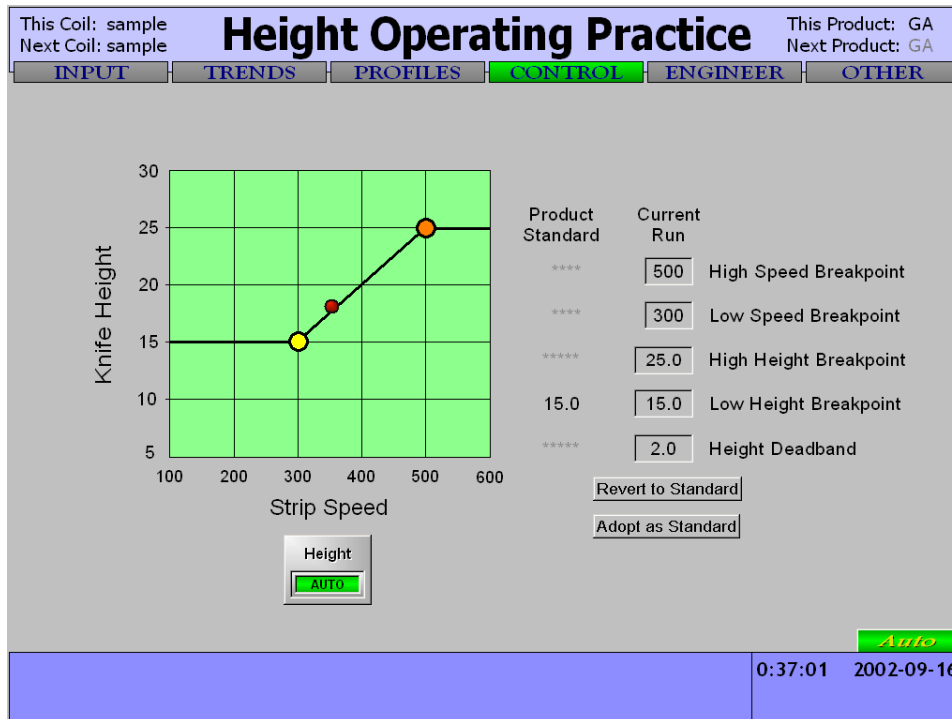 This Coil: sample
Next Coil: sample
Height Operating Practice
This Product: GA
Next Product: GA
INPUT TRENDS PROFILES CONTROL ENGINEER OTHER
30
25
20
15
10
5
Knife Height
100 200 300 400 500 600
Strip Speed
Product Standard
Current Run
**** 500 High Speed Breakpoint
**** 300 Low Speed Breakpoint
***** 25.0 High Height Breakpoint
15.0 15.0 Low Height Breakpoint
***** 2.0 Height Deadband
Revert to Standard
Adopt as Standard
Height
AUTO
Auto
0:37:01 2002-09-16